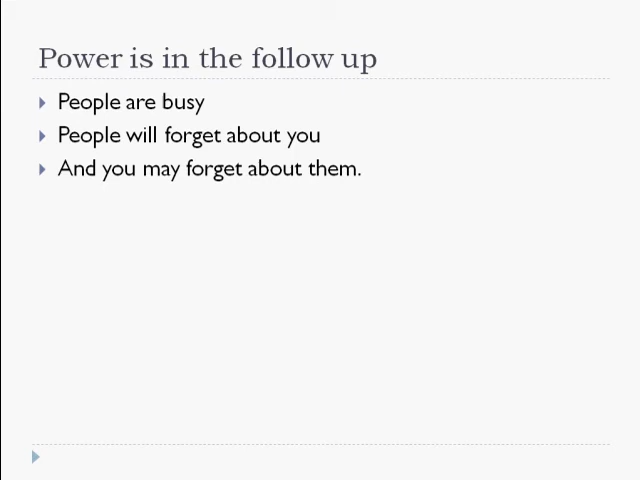 Power is in the follow up
People are busy
People will forget about you
And you may forget about them.